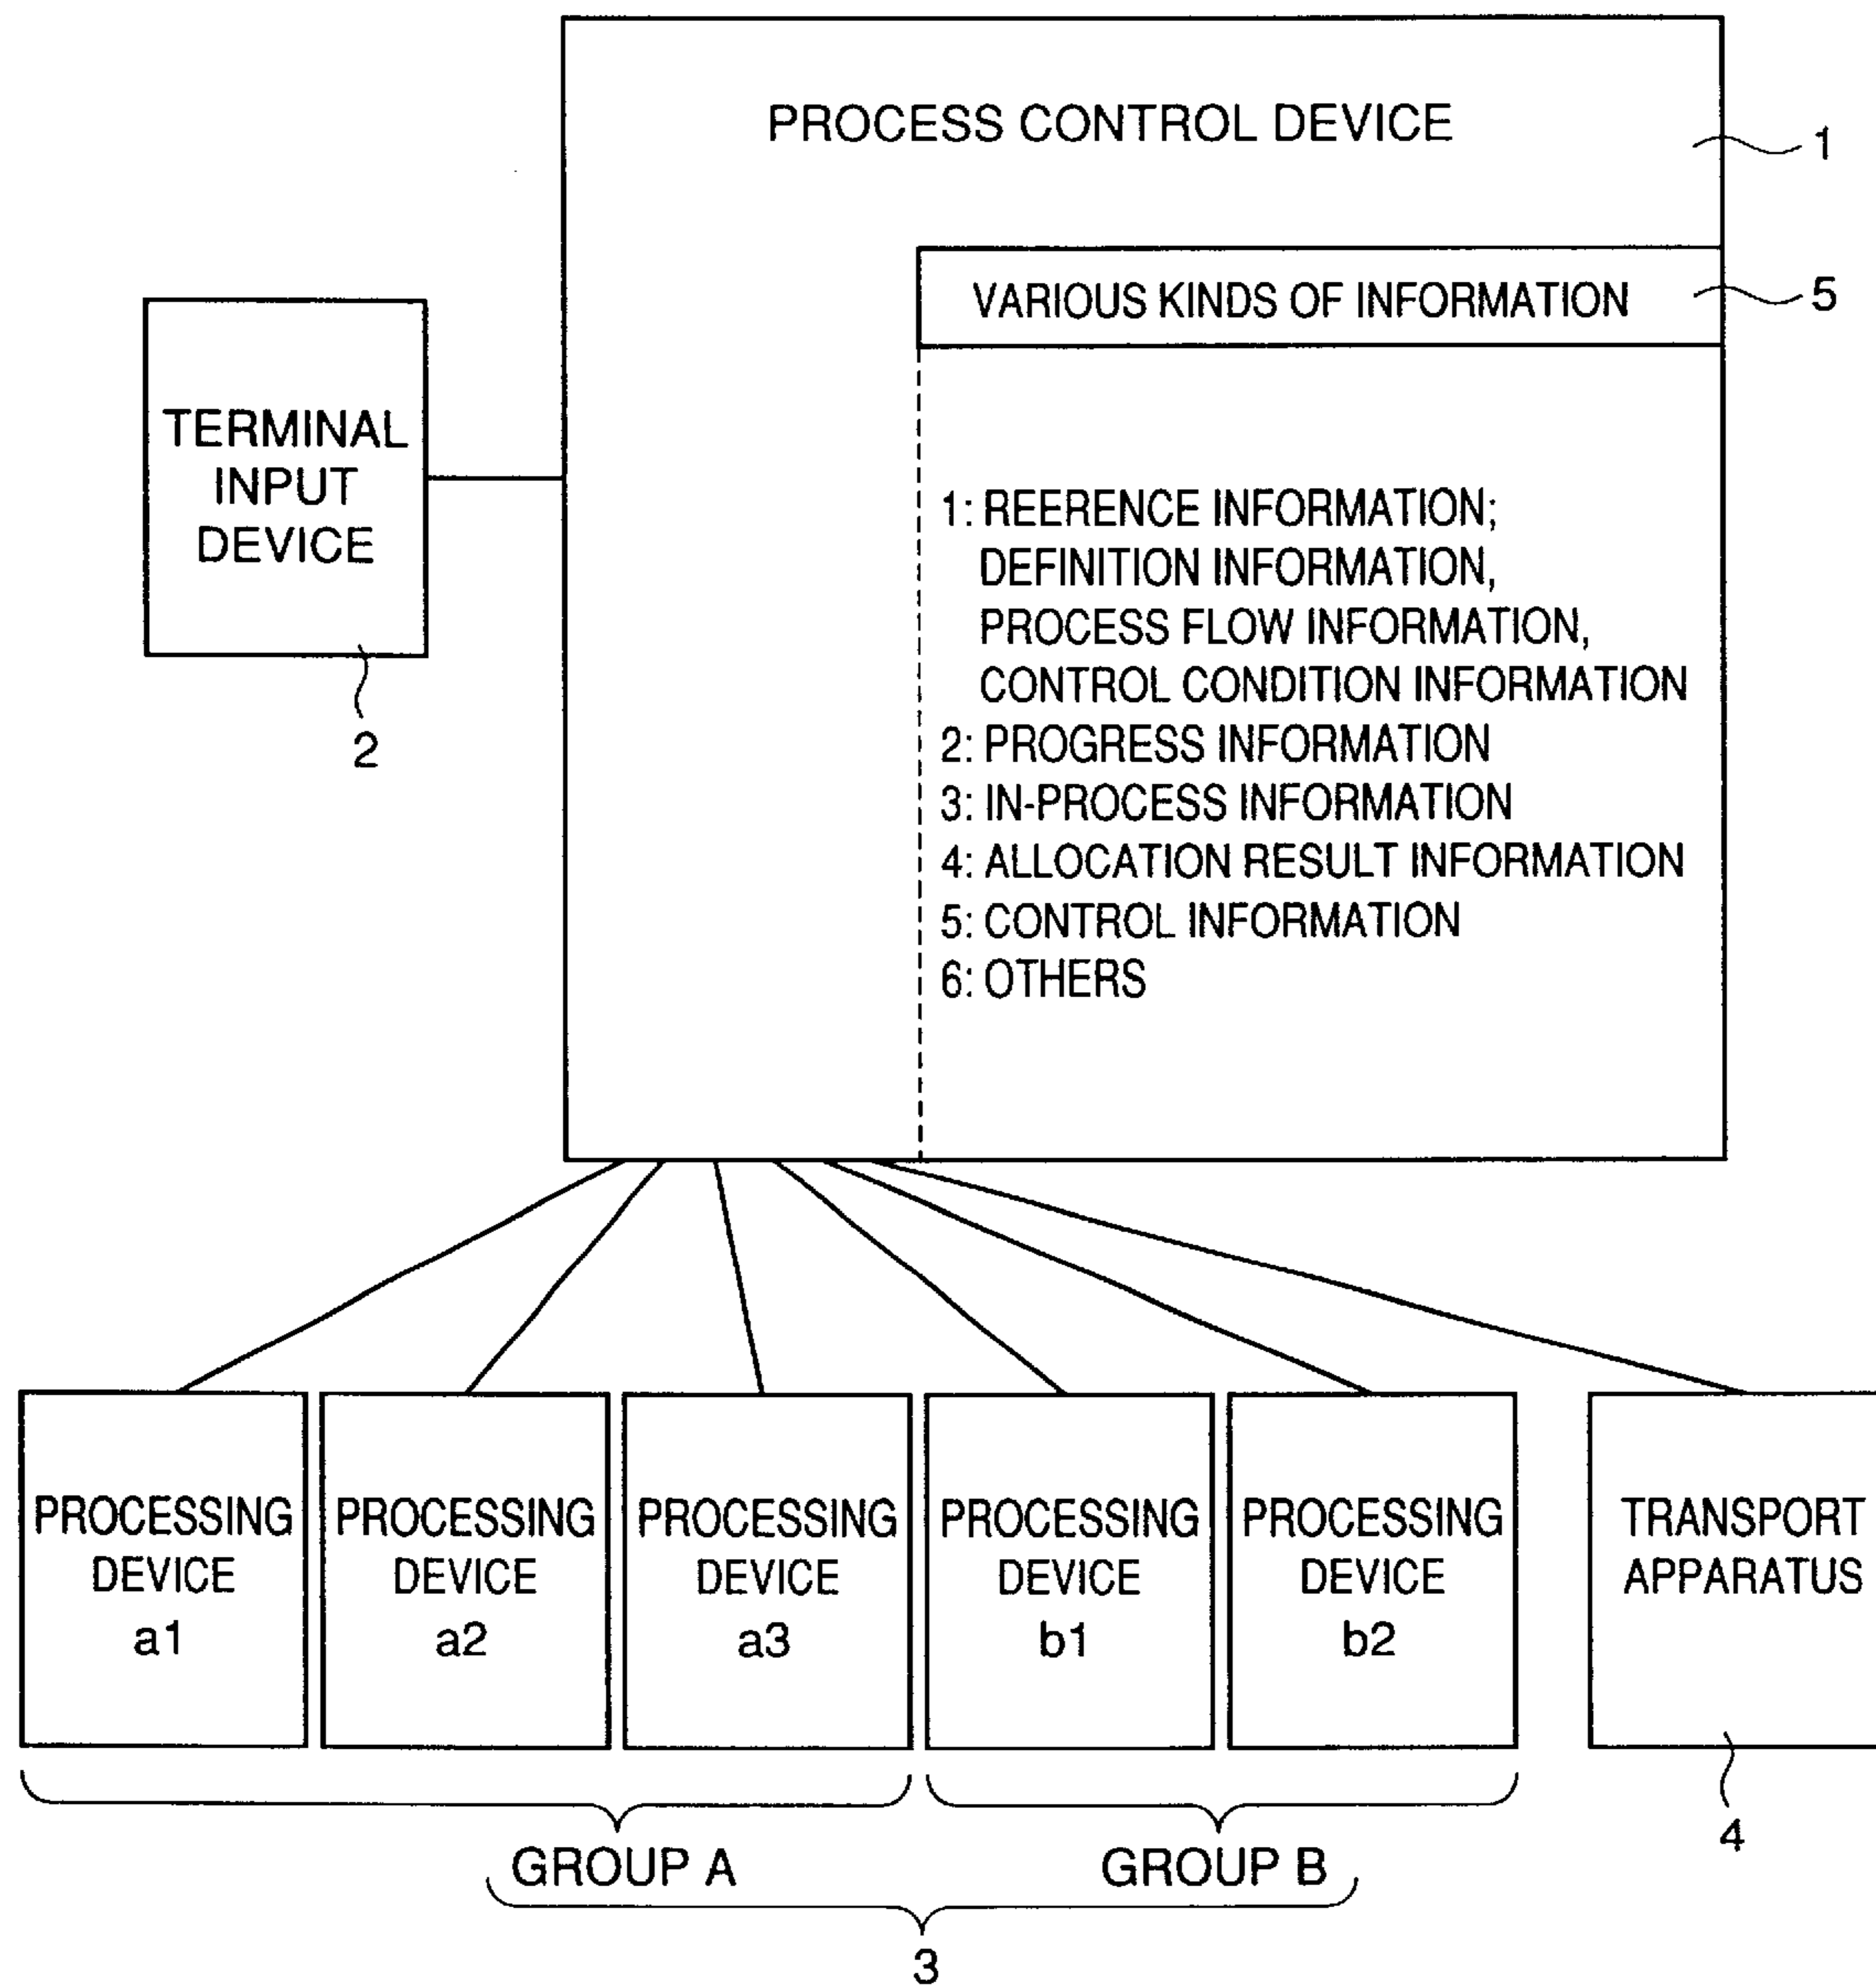 PROCESS CONTROL DEVICE
1
VARIOUS KINDS OF INFORMATION
5
TERMINAL
INPUT
DEVICE
2
1: REERENCE INFORMATION;
DEFINITION INFORMATION,
PROCESS FLOW INFORMATION,
CONTROL CONDITION INFORMATION
2: PROGRESS INFORMATION
3: IN-PROCESS INFORMATION
4: ALLOCATION RESULT INFORMATION
5: CONTROL INFORMATION
6: OTHERS
PROCESSING
DEVICE
a1
PROCESSING
DEVICE
a2
PROCESSING
DEVICE
a3
PROCESSING
DEVICE
b1
PROCESSING
DEVICE
b2
TRANSPORT
APPARATUS
4
GROUP A
GROUP B
3